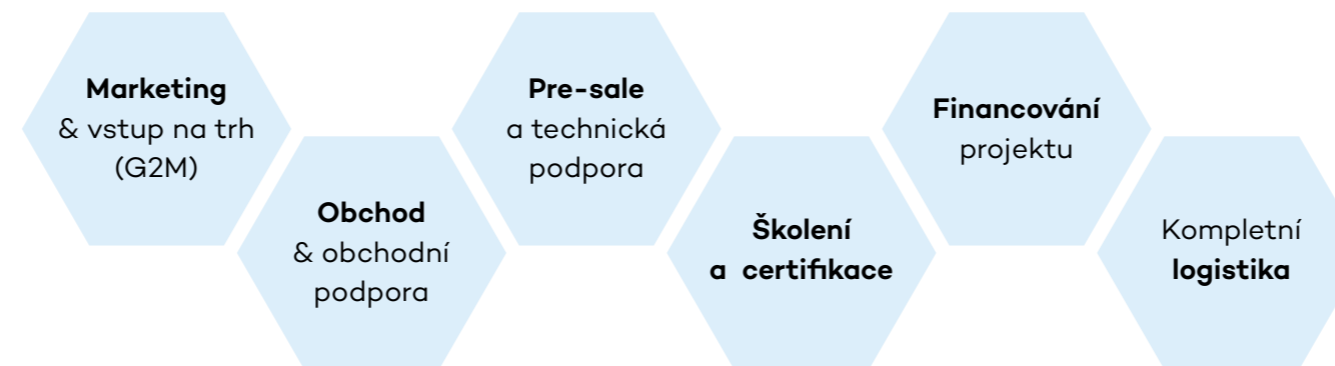 Marketing
& vstup na trh
(G2M)
Obchod
& obchodní
podpora
Pre-sale
a technická
podpora
Školení
a certifikace
Financování
projektu
Kompletní
logistika